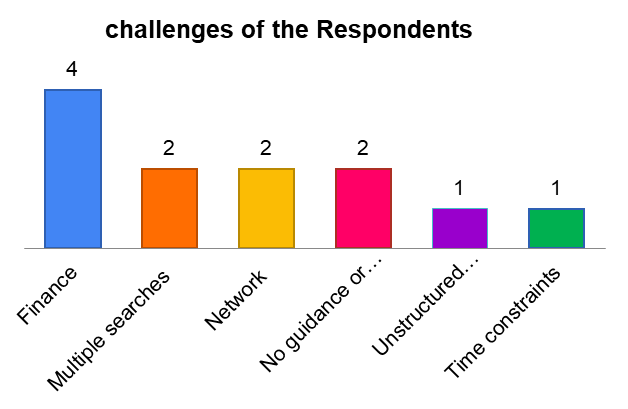 challenges of the Respondents
4
2
2
2
1
1
Finance
Multiple searches
Network
No guidance or…
Unstructured…
Time constraints